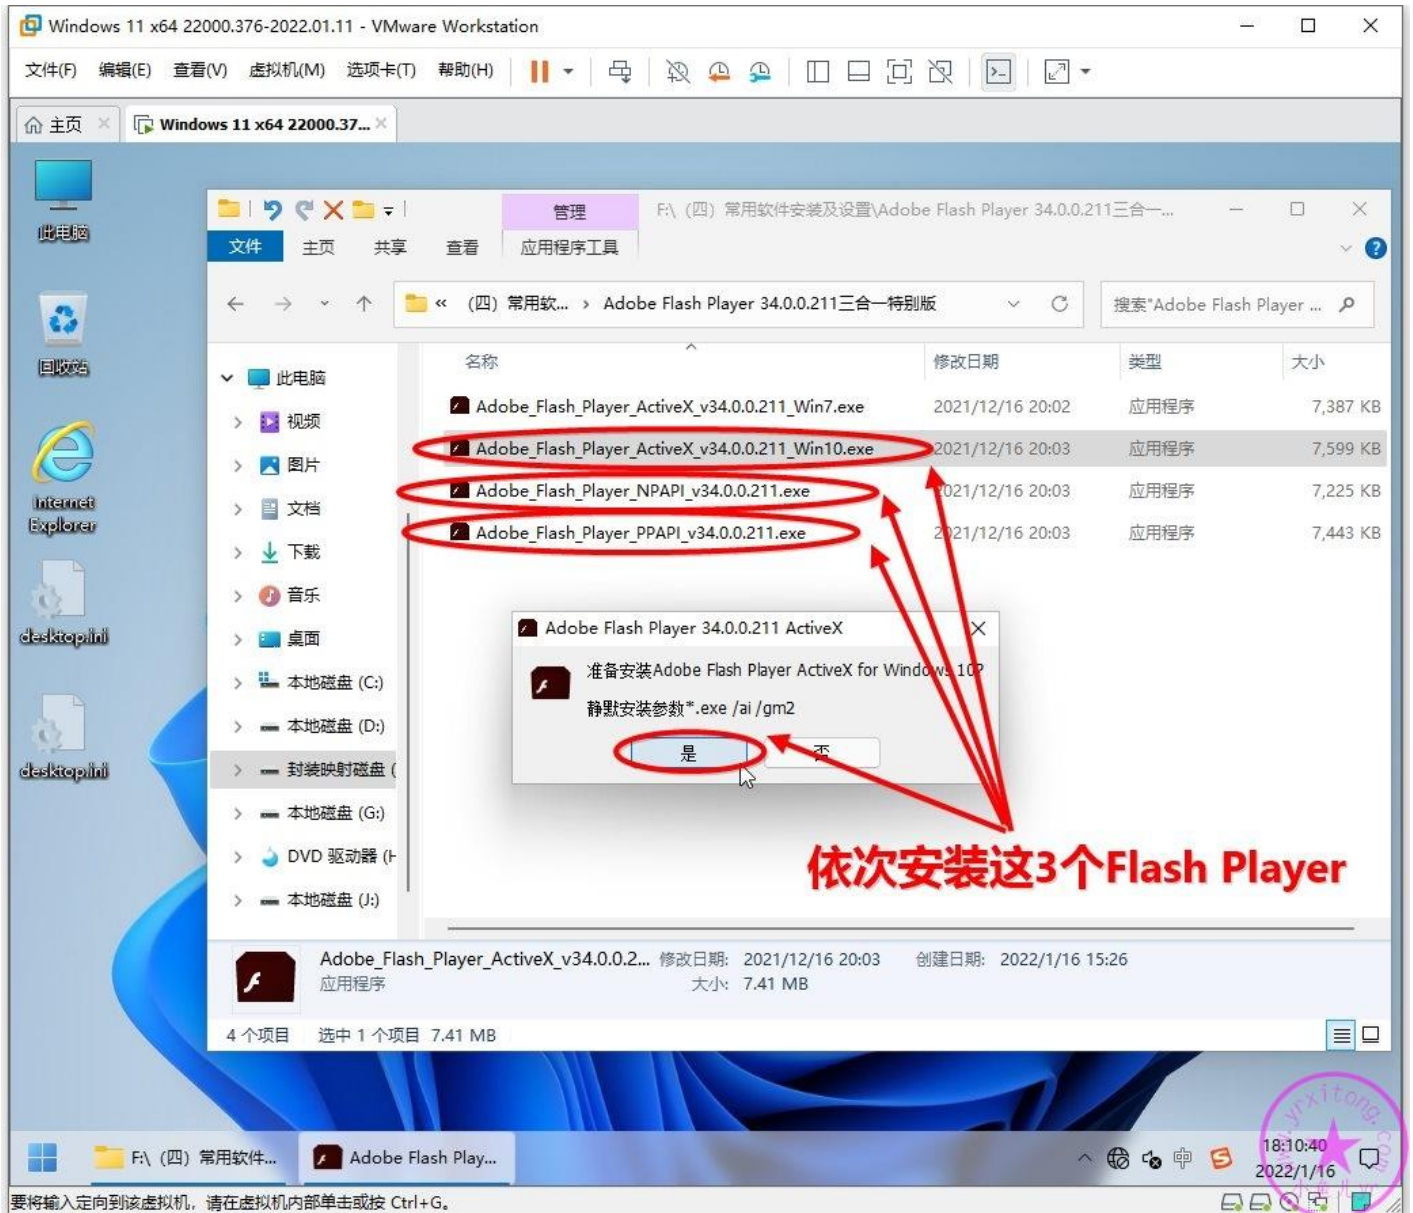 Windows 11 x64 22000.376-2022.01.11 - VMware Workstation
文件(F) 编辑(E) 查看(V) 虚拟机(M) 选项卡(T) 帮助(H)
主页 Windows 11 x64 22000.37...
此电脑
回收站
Internet
Explorer
desktop.ini
desktop.ini
管理 F:\ (四) 常用软件安装及设置\Adobe Flash Player 34.0.0.211三合一...
文件 主页 共享 查看 应用程序工具
« (四) 常用软... › Adobe Flash Player 34.0.0.211三合一特别版 搜索"Adobe Flash Player ...
名称 修改日期 类型 大小
Adobe_Flash_Player_ActiveX_v34.0.0.211_Win7.exe 2021/12/16 20:02 应用程序 7,387 KB
Adobe_Flash_Player_ActiveX_v34.0.0.211_Win10.exe 2021/12/16 20:03 应用程序 7,599 KB
Adobe_Flash_Player_NPAPI_v34.0.0.211.exe 2021/12/16 20:03 应用程序 7,225 KB
Adobe_Flash_Player_PPAPI_v34.0.0.211.exe 2021/12/16 20:03 应用程序 7,443 KB
此电脑
视频
图片
文档
下载
音乐
桌面
本地磁盘 (C:)
本地磁盘 (D:)
封装映射磁盘 (
本地磁盘 (G:)
DVD 驱动器 (H
本地磁盘 (J:)
Adobe Flash Player 34.0.0.211 ActiveX
准备安装Adobe Flash Player ActiveX for Windows 10?
静默安装参数*.exe /ai /gm2
是 否
依次安装这3个Flash Player
Adobe_Flash_Player_ActiveX_v34.0.0.2... 修改日期: 2021/12/16 20:03 创建日期: 2022/1/16 15:26
应用程序 大小: 7.41 MB
4 个项目 选中 1 个项目 7.41 MB
F:\ (四) 常用软件... Adobe Flash Play... 中 18:10:40
2022/1/16
www.yrxitong.com
小鱼儿yr
要将输入定向到该虚拟机，请在虚拟机内部单击或按 Ctrl+G。